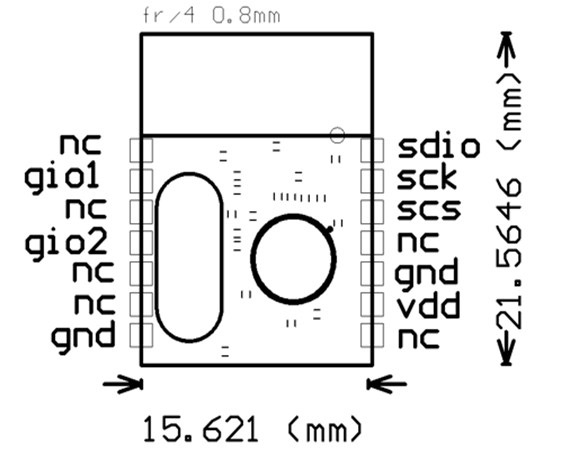 fr/4 0.8mm
nc
gio1
nc
gio2
nc
nc
gnd
sdio
sck
scs
nc
gnd
vdd
nc
21.5646 (mm)
15.621 (mm)